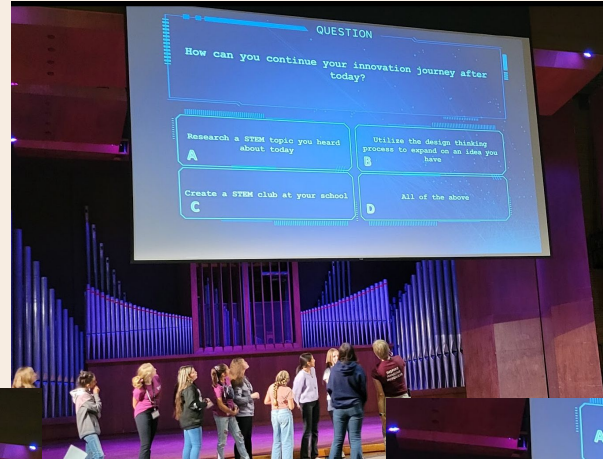 QUESTION
How can you continue your innovation journey after
today?
Research a STEM topic you heard
about today
A
Utilize the design thinking
process to expand on an idea you
have
B
Create a STEM club at your school
C
All of the above
D
A